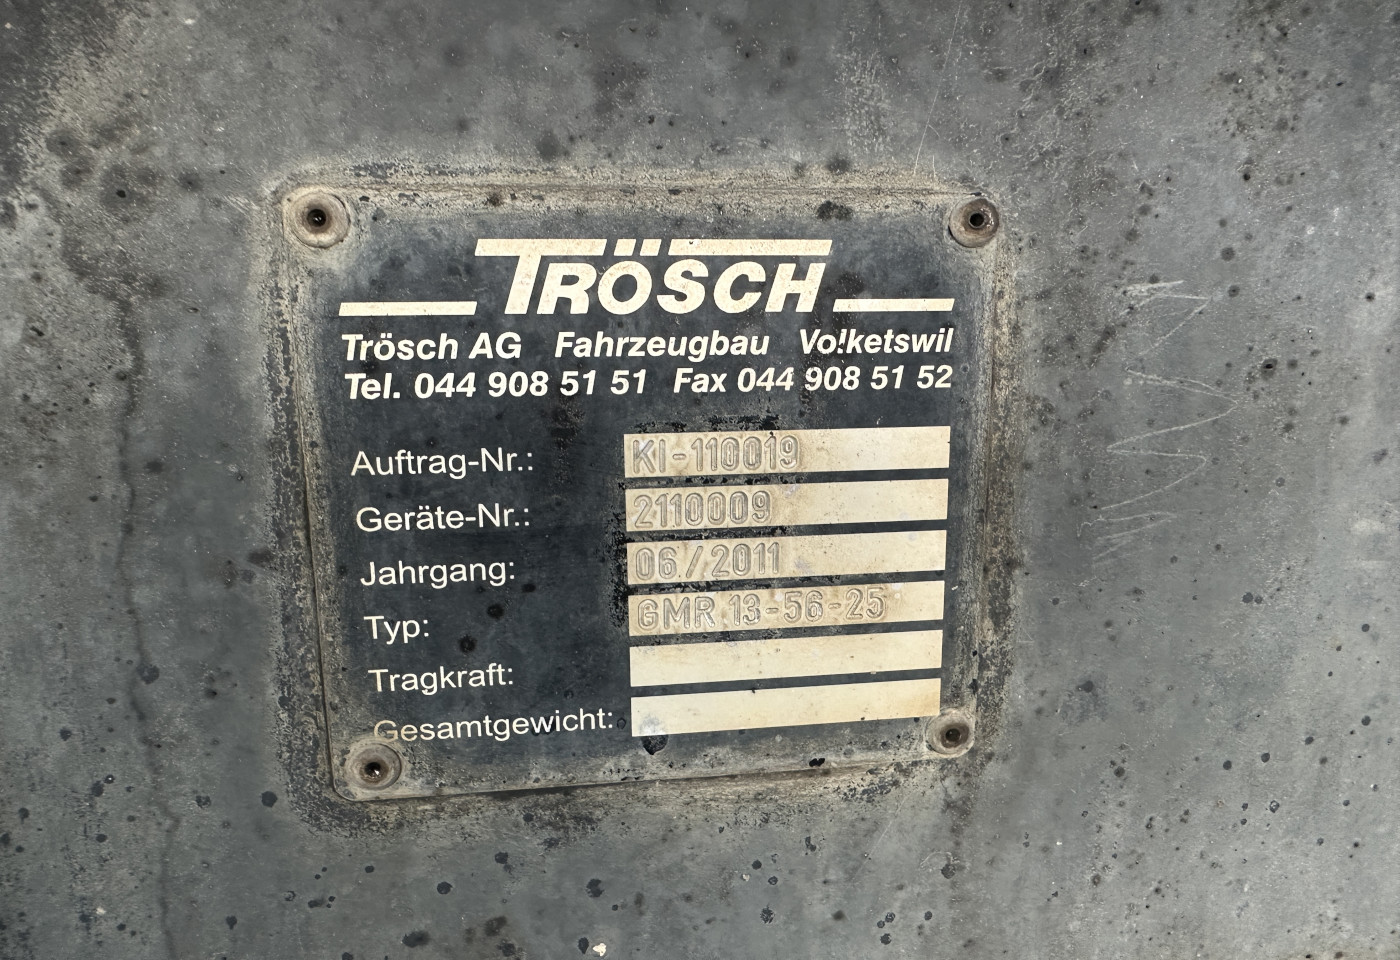 TRÖSCH
Trösch AG Fahrzeugbau Volketswil
Tel. 044 908 51 51 Fax 044 908 51 52
Auftrag-Nr.: KI-110019
Geräte-Nr.: 2110009
Jahrgang: 06/2011
Typ: GMR 13-56-25
Tragkraft:
Gesamtgewicht: